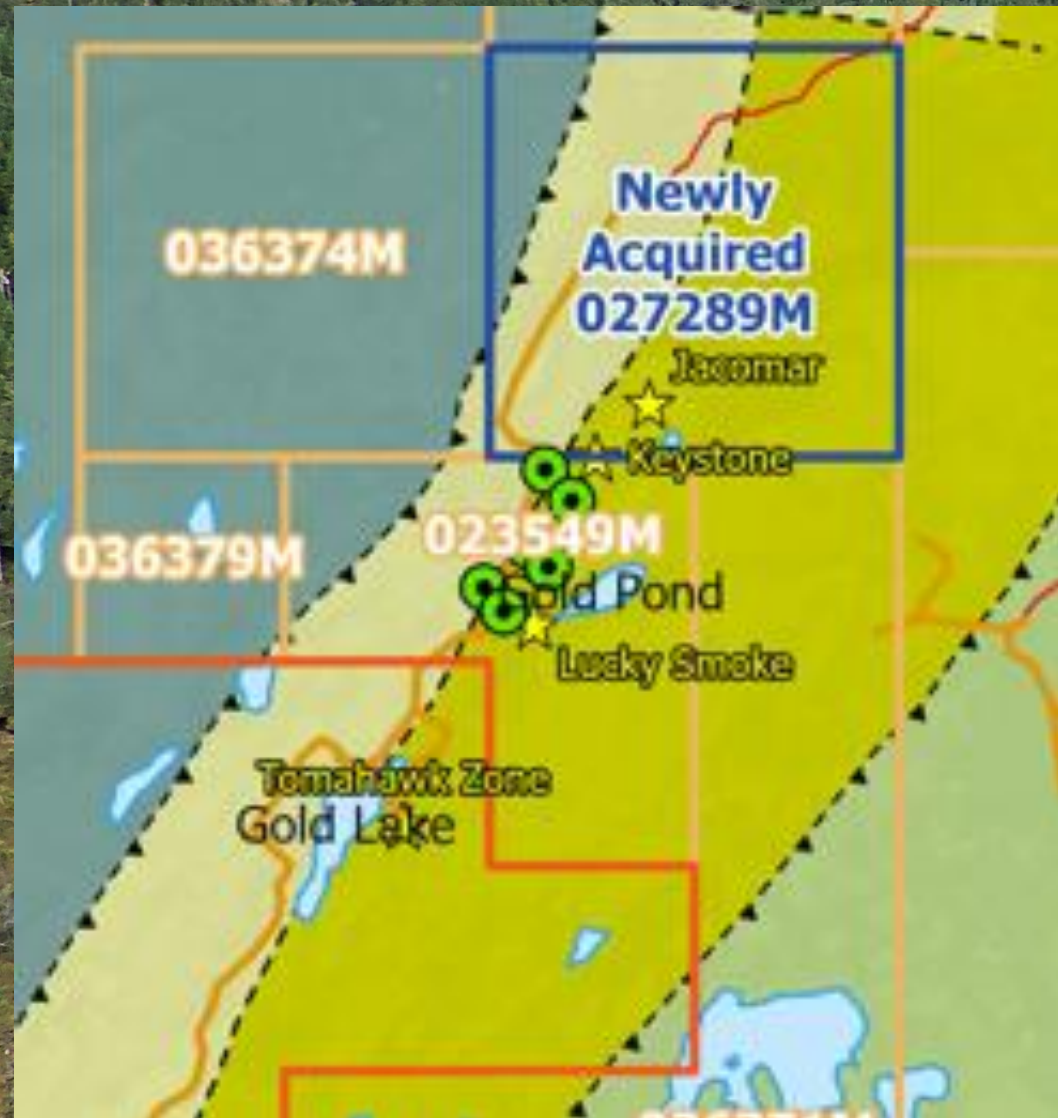 Newly
Acquired
027289M
036374M
Jacomar
Keystone
023549M
036379M
Gold Pond
Lucky Smoke
Tomahawk Zone
Gold Lake